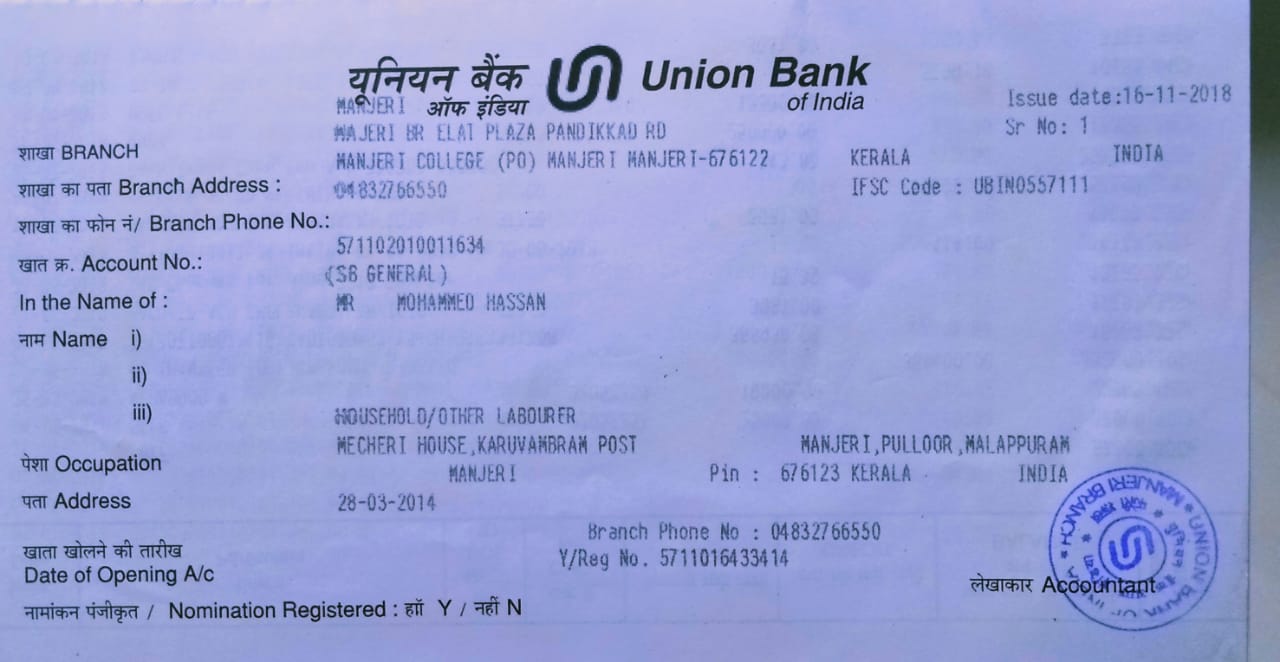 यूनियन बैंक Union Bank
ऑफ इंडिया of India
MANJERI
Issue date:16-11-2018
WAJERI BR ELAT PLAZA PANDIKKAD RD
Sr No: 1
शाखा BRANCH
MANJERI COLLEGE (PO) MANJERI MANJERI-676122 KERALA INDIA
शाखा का पता Branch Address :
04832766550 IFSC Code : UBIN0557111
शाखा का फोन नं/ Branch Phone No.:
571102010011634
खात क्र. Account No.:
(SB GENERAL)
In the Name of :
MR MOHAMMED HASSAN
नाम Name i)
ii)
iii)
HOUSEHOLD/OTHER LABOURER
MECHERI HOUSE,KARUVAMBRAM POST MANJERI,PULLOOR,MALAPPURAM
पेशा Occupation
MANJERI Pin : 676123 KERALA INDIA
पता Address
28-03-2014
Branch Phone No : 04832766550
खाता खोलने की तारीख
Y/Reg No. 5711016433414
Date of Opening A/c
लेखाकार Accountant
नामांकन पंजीकृत / Nomination Registered : हाॅं Y / नहीं N
UNION BANK OF INDIA MANJERI BRANCH